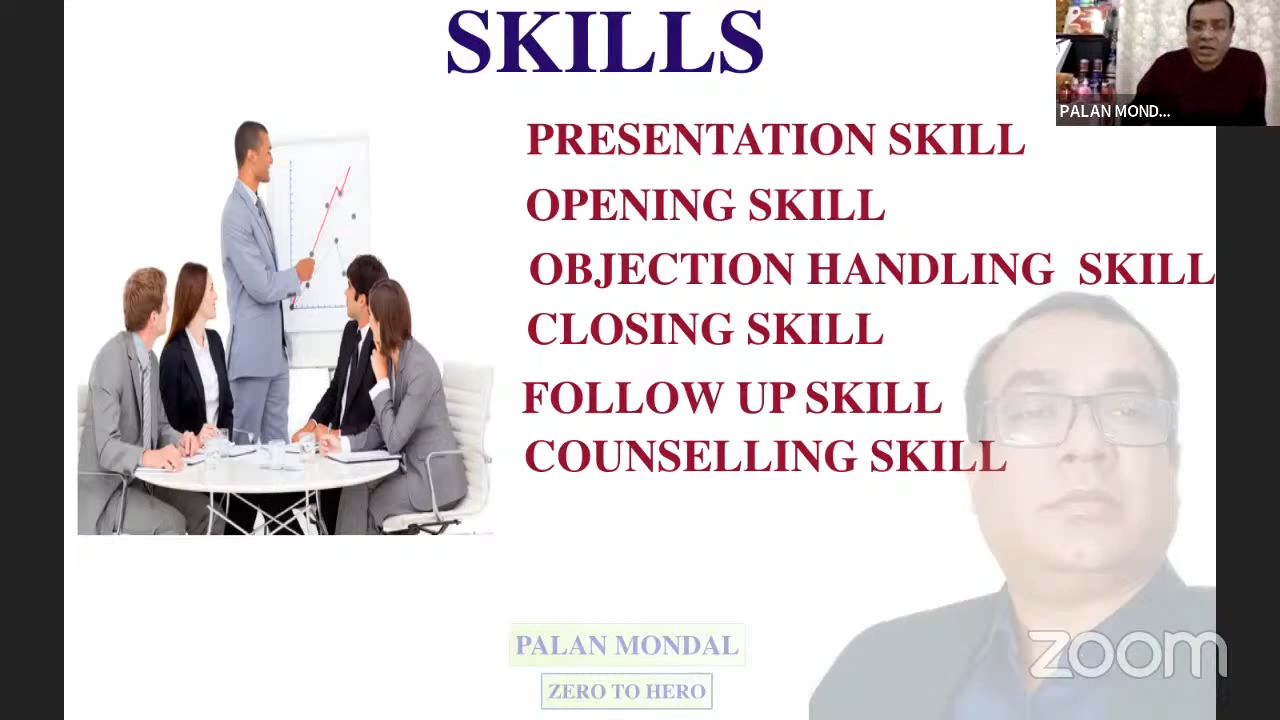 SKILLS
PALAN MOND...
PRESENTATION SKILL
OPENING SKILL
OBJECTION HANDLING SKILL
CLOSING SKILL
FOLLOW UP SKILL
COUNSELLING SKILL
PALAN MONDAL
ZERO TO HERO
zoom